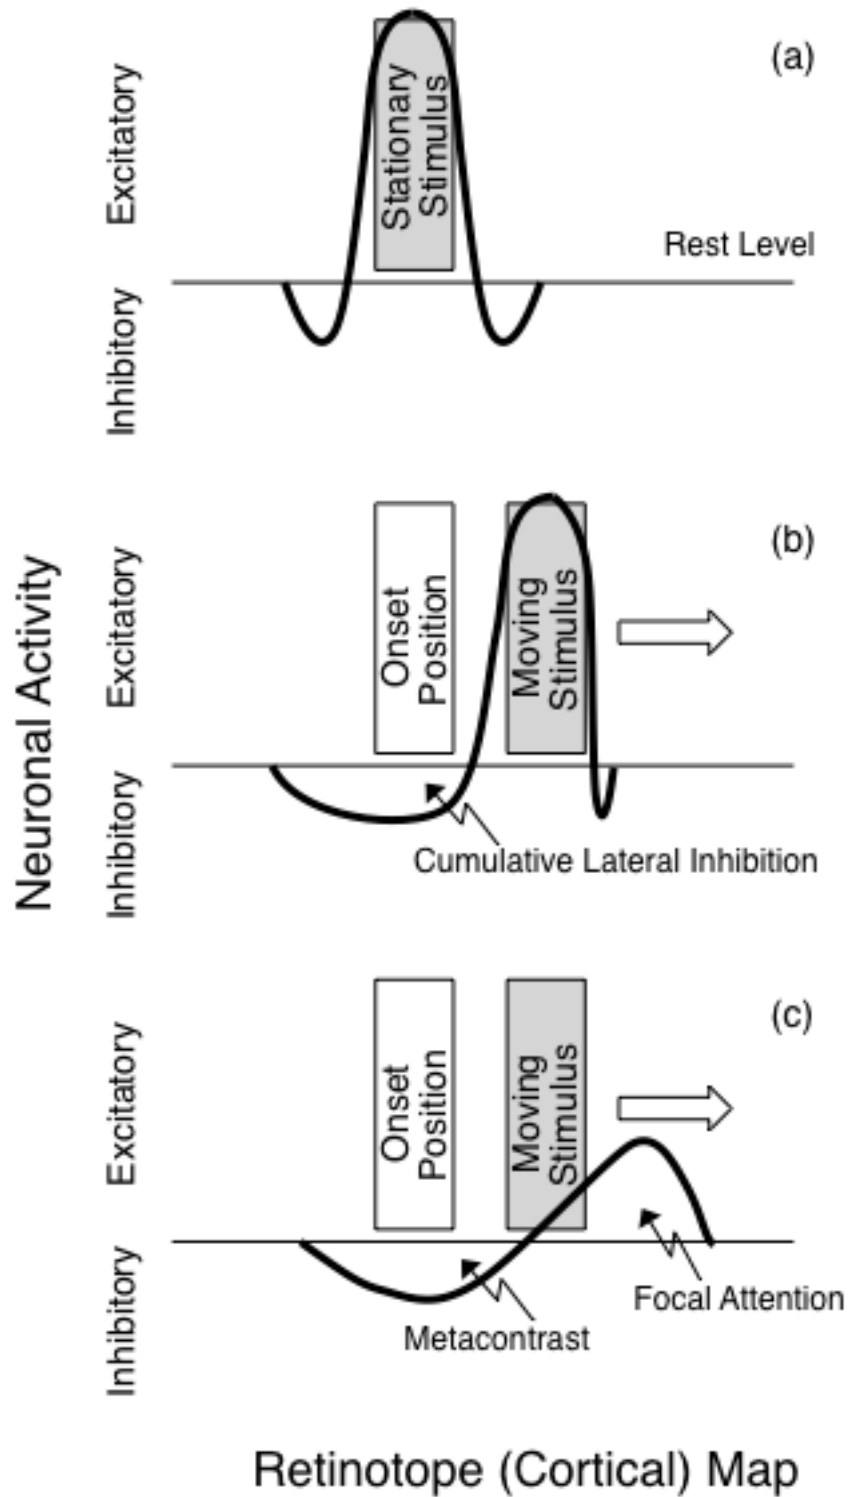 (a)
Excitatory
Stationary
Stimulus
Rest Level
Inhibitory
(b)
Excitatory
Onset
Position
Moving
Stimulus
Neuronal Activity
Inhibitory
Cumulative Lateral Inhibition
(c)
Excitatory
Onset
Position
Moving
Stimulus
Inhibitory
Focal Attention
Metacontrast
Retinotope (Cortical) Map